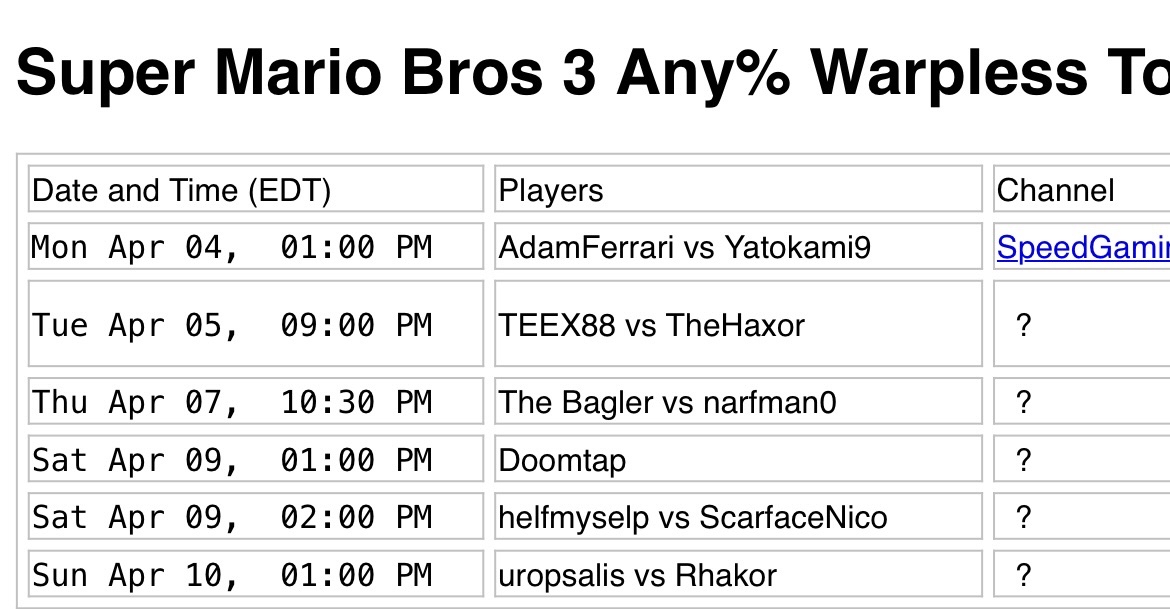 Super Mario Bros 3 Any% Warpless To
Date and Time (EDT) Players Channel
Mon Apr 04, 01:00 PM AdamFerrari vs Yatokami9 SpeedGamin
Tue Apr 05, 09:00 PM TEEX88 vs TheHaxor ?
Thu Apr 07, 10:30 PM The Bagler vs narfman0 ?
Sat Apr 09, 01:00 PM Doomtap ?
Sat Apr 09, 02:00 PM helfmyselp vs ScarfaceNico ?
Sun Apr 10, 01:00 PM uropsalis vs Rhakor ?